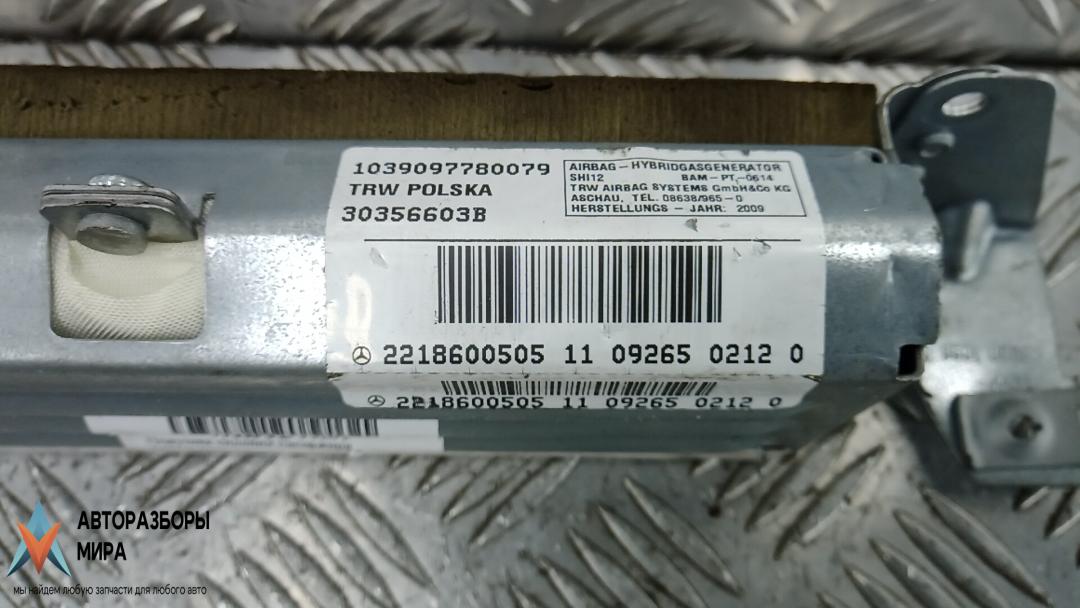 1039097780079
TRW POLSKA
30356603B
AIRBAG-HYBRIDGASGENERATOR
SHI12 BAM-PT-0614
TRW AIRBAG SYSTEMS GmbH&Co KG
ASCHAU, TEL. 08638/965-0
HERSTELLUNGS - JAHR: 2009
2218600505 11 09265 0212 0
2218600505 11 09265 0212 0
АВТОРАЗБОРЫ
МИРА
мы найдем любую запчасти для любого авто